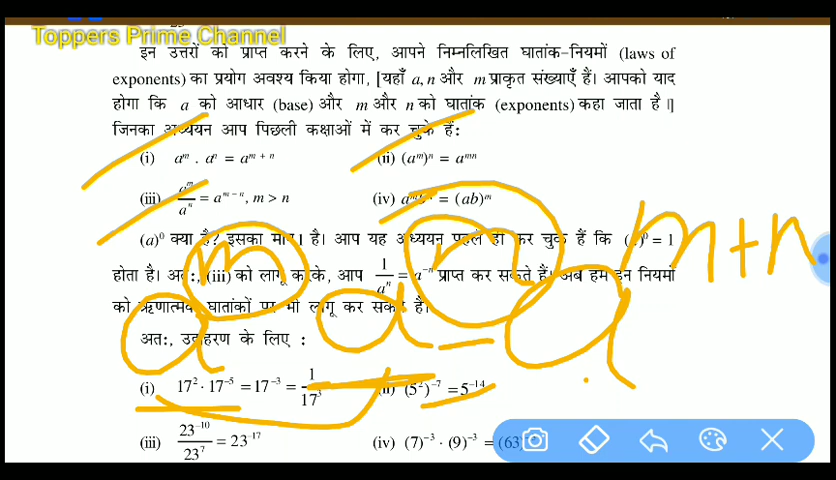 Toppers Prime Channel
इन उत्तरों को प्राप्त करने के लिए, आपने निम्नलिखित घातांक-नियमों (laws of
exponents) का प्रयोग अवश्य किया होगा, [यहाँ a, n और m प्राकृत संख्याएँ हैं। आपको याद
होगा कि a को आधार (base) और m और n को घातांक (exponents) कहा जाता है।]
जिनका अध्ययन आप पिछली कक्षाओं में कर चुके हैं:
(i) aᵐ . aⁿ = aᵐ⁺ⁿ (ii) (aᵐ)ⁿ = aᵐⁿ
(iii) aᵐ/aⁿ = aᵐ⁻ⁿ, m > n (iv) aᵐbᵐ = (ab)ᵐ
(a)⁰ क्या है? इसका मान 1 है। आप यह अध्ययन पहले ही कर चुके हैं कि (a)⁰ = 1
होता है। अतः, (iii) को लागू करके, आप 1/aⁿ = a⁻ⁿ प्राप्त कर सकते हैं। अब हम इन नियमों
को ऋणात्मक घातांकों पर भी लागू कर सकते हैं।
अतः, उदाहरण के लिए :
(i) 17² · 17⁻⁵ = 17⁻³ = 1/17³ (ii) (5²)⁻⁷ = 5⁻¹⁴
(iii) 23⁻¹⁰/23⁷ = 23⁻¹⁷ (iv) (7)⁻³ · (9)⁻³ = (63)
aᵐ aⁿ = aᵐ⁺ⁿ